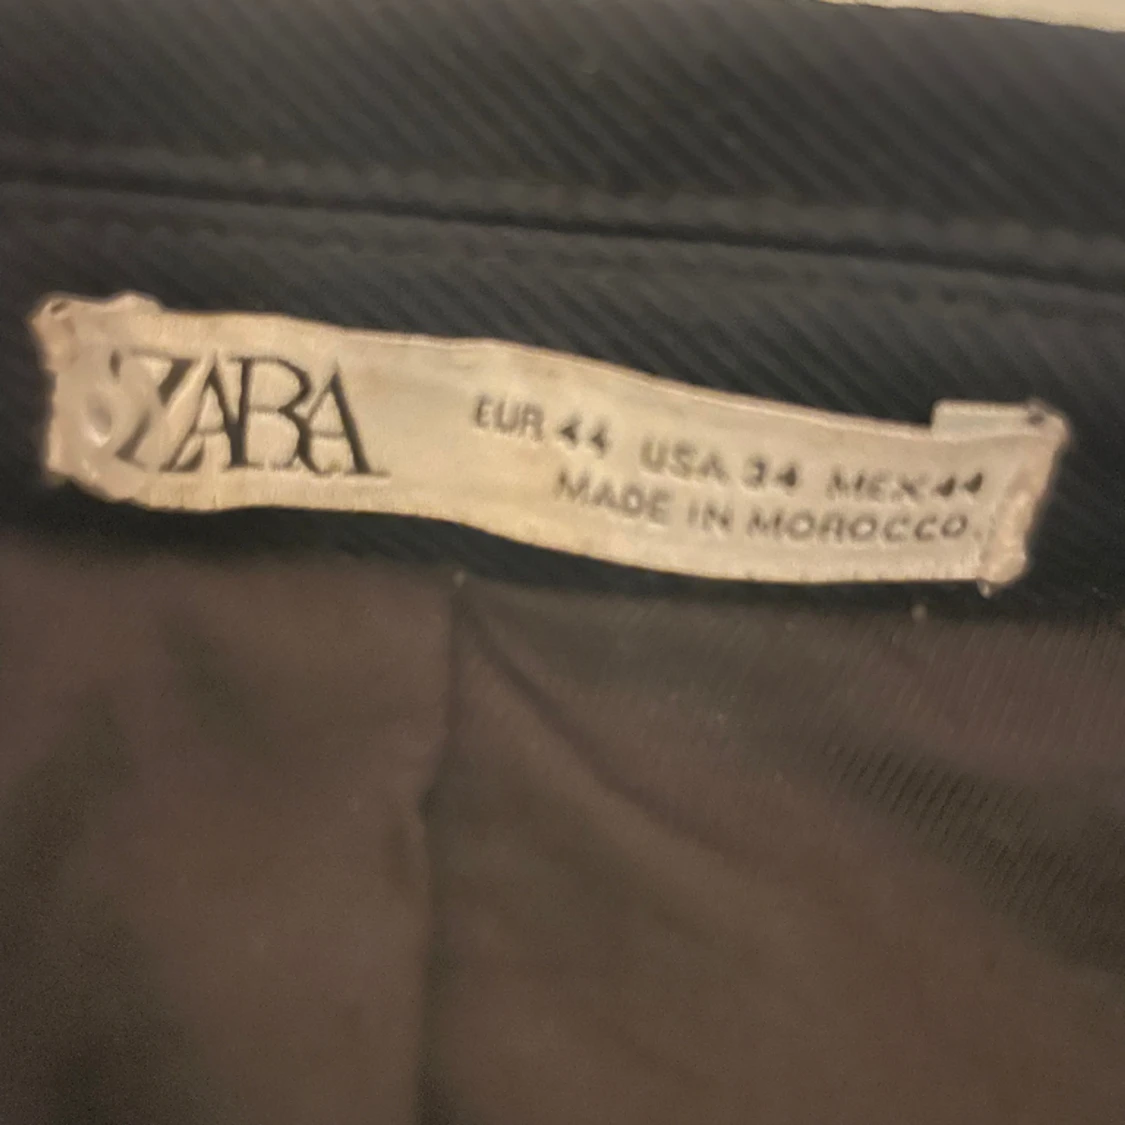 ZARA
EUR 44 USA 34 MEX 44
MADE IN MOROCCO